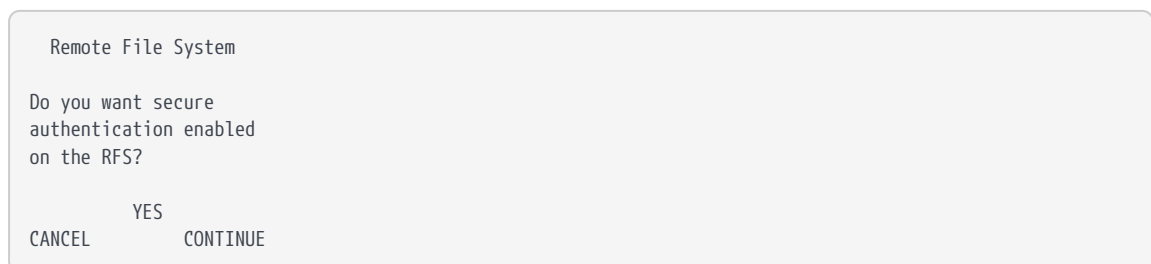 Remote File System
Do you want secure
authentication enabled
on the RFS?
YES
CANCEL CONTINUE